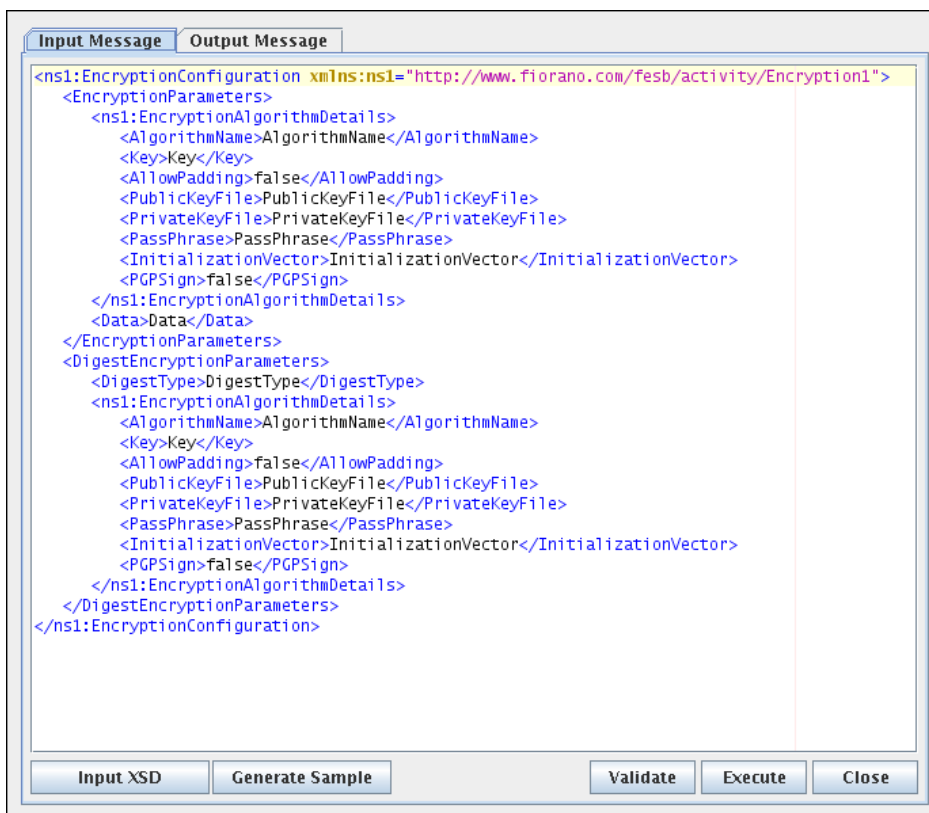 Input Message Output Message
<ns1:EncryptionConfiguration xmlns:ns1="http://www.fiorano.com/fesb/activity/Encryption1">
<EncryptionParameters>
<ns1:EncryptionAlgorithmDetails>
<AlgorithmName>AlgorithmName</AlgorithmName>
<Key>Key</Key>
<AllowPadding>false</AllowPadding>
<PublicKeyFile>PublicKeyFile</PublicKeyFile>
<PrivateKeyFile>PrivateKeyFile</PrivateKeyFile>
<PassPhrase>PassPhrase</PassPhrase>
<InitializationVector>InitializationVector</InitializationVector>
<PGPSign>false</PGPSign>
</ns1:EncryptionAlgorithmDetails>
<Data>Data</Data>
</EncryptionParameters>
<DigestEncryptionParameters>
<DigestType>DigestType</DigestType>
<ns1:EncryptionAlgorithmDetails>
<AlgorithmName>AlgorithmName</AlgorithmName>
<Key>Key</Key>
<AllowPadding>false</AllowPadding>
<PublicKeyFile>PublicKeyFile</PublicKeyFile>
<PrivateKeyFile>PrivateKeyFile</PrivateKeyFile>
<PassPhrase>PassPhrase</PassPhrase>
<InitializationVector>InitializationVector</InitializationVector>
<PGPSign>false</PGPSign>
</ns1:EncryptionAlgorithmDetails>
</DigestEncryptionParameters>
</ns1:EncryptionConfiguration>
Input XSD Generate Sample Validate Execute Close